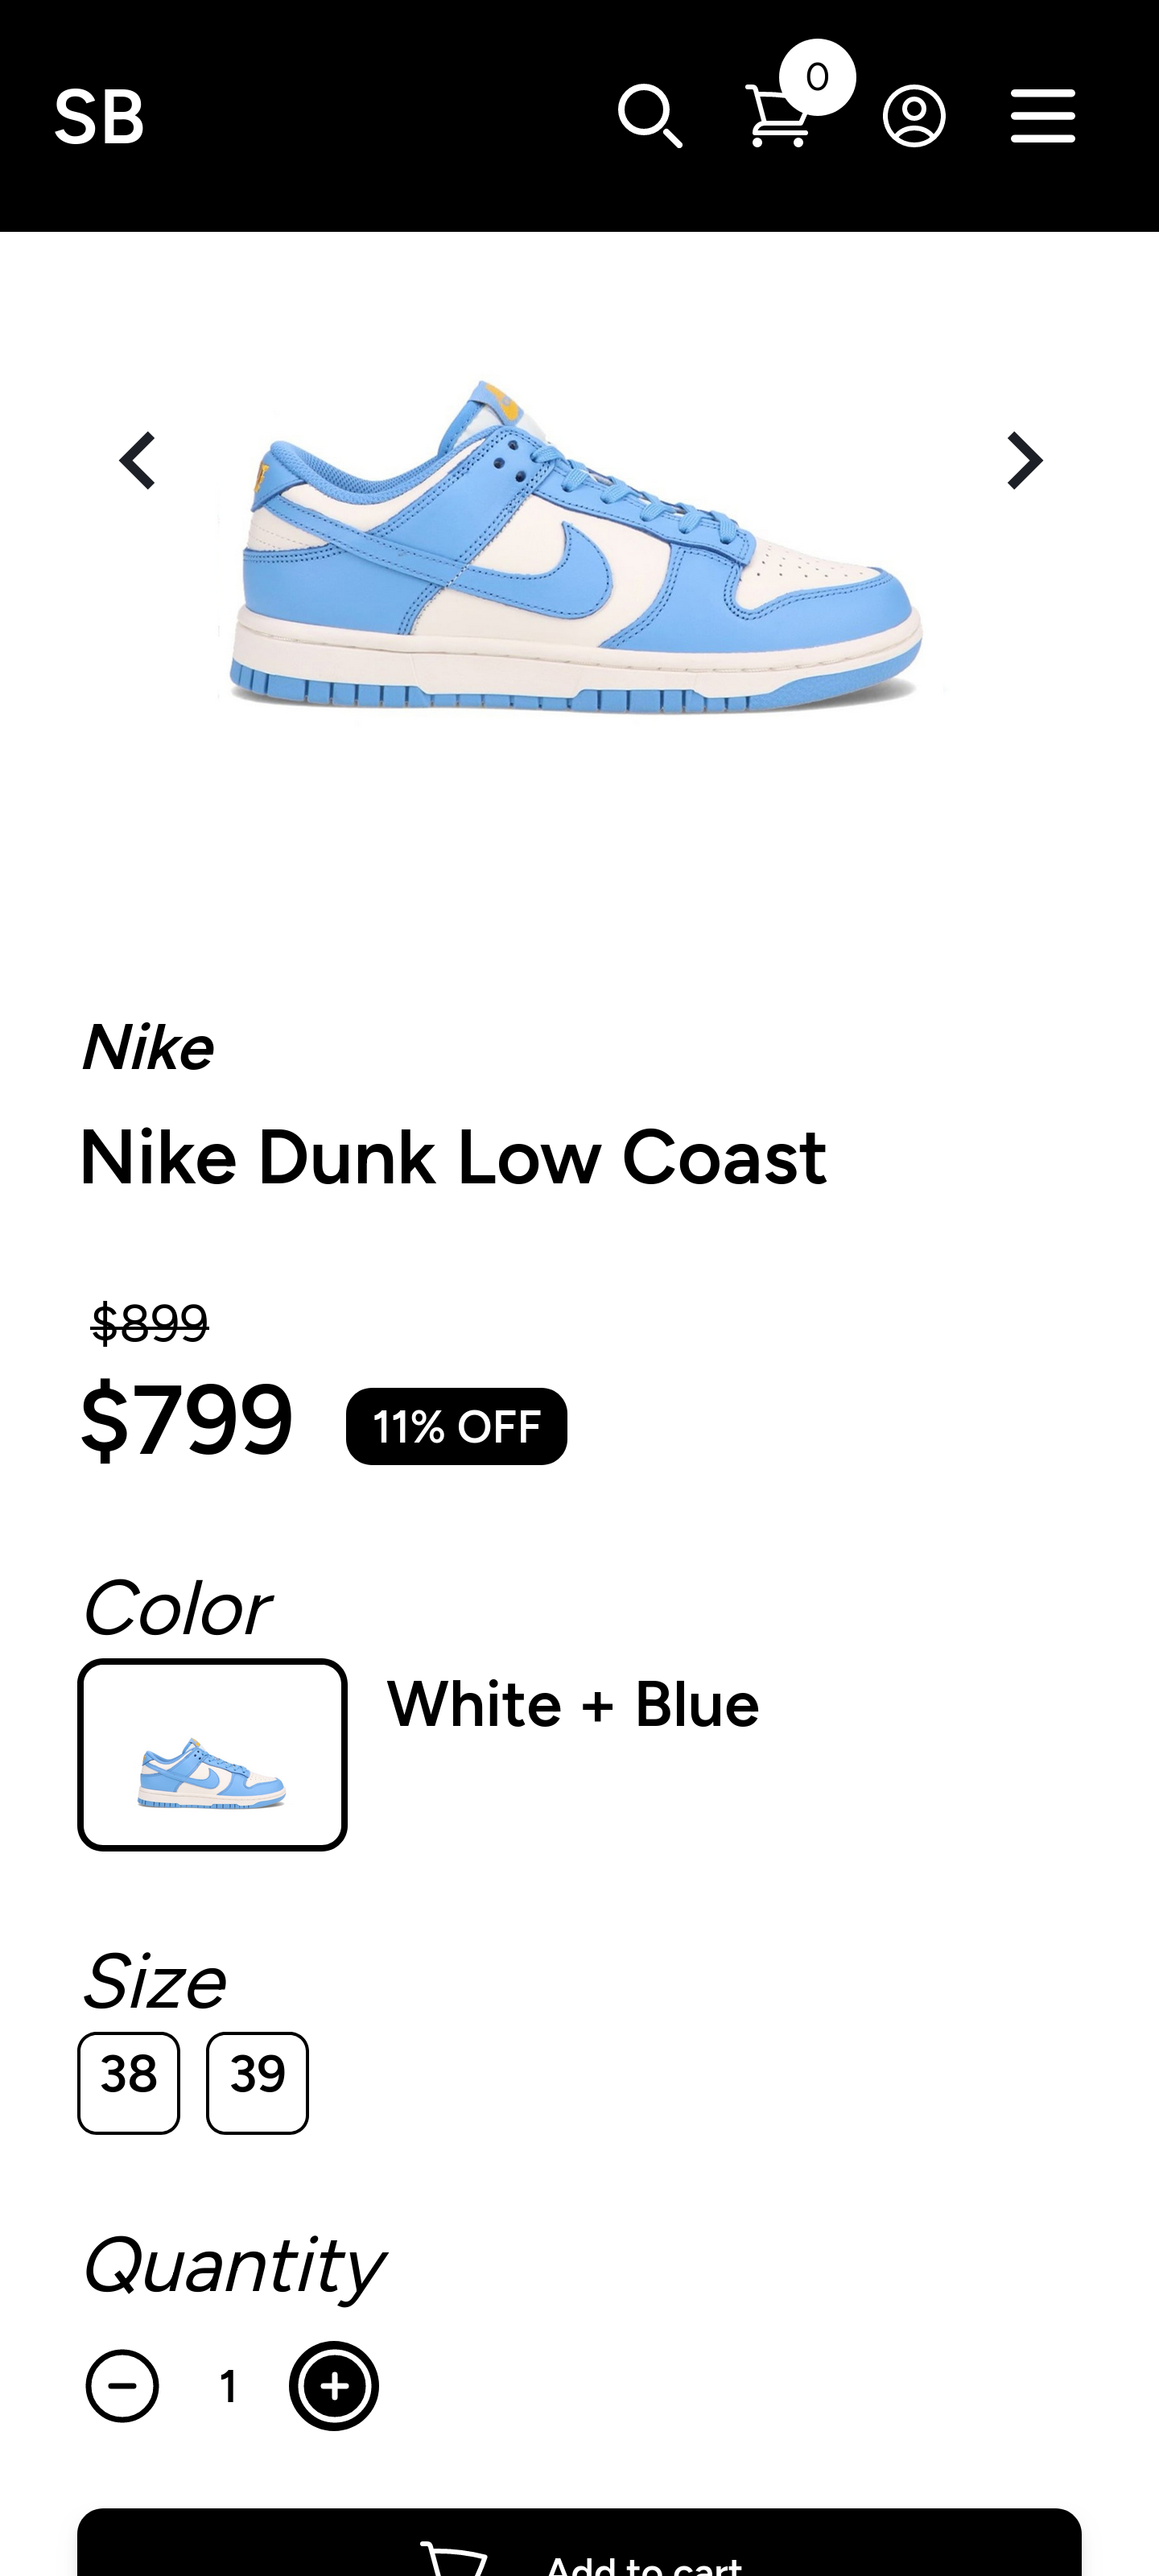 SB
0
Nike
Nike Dunk Low Coast
$899
$799
11% OFF
Color
White + Blue
Size
38 39
Quantity
1
Add to cart